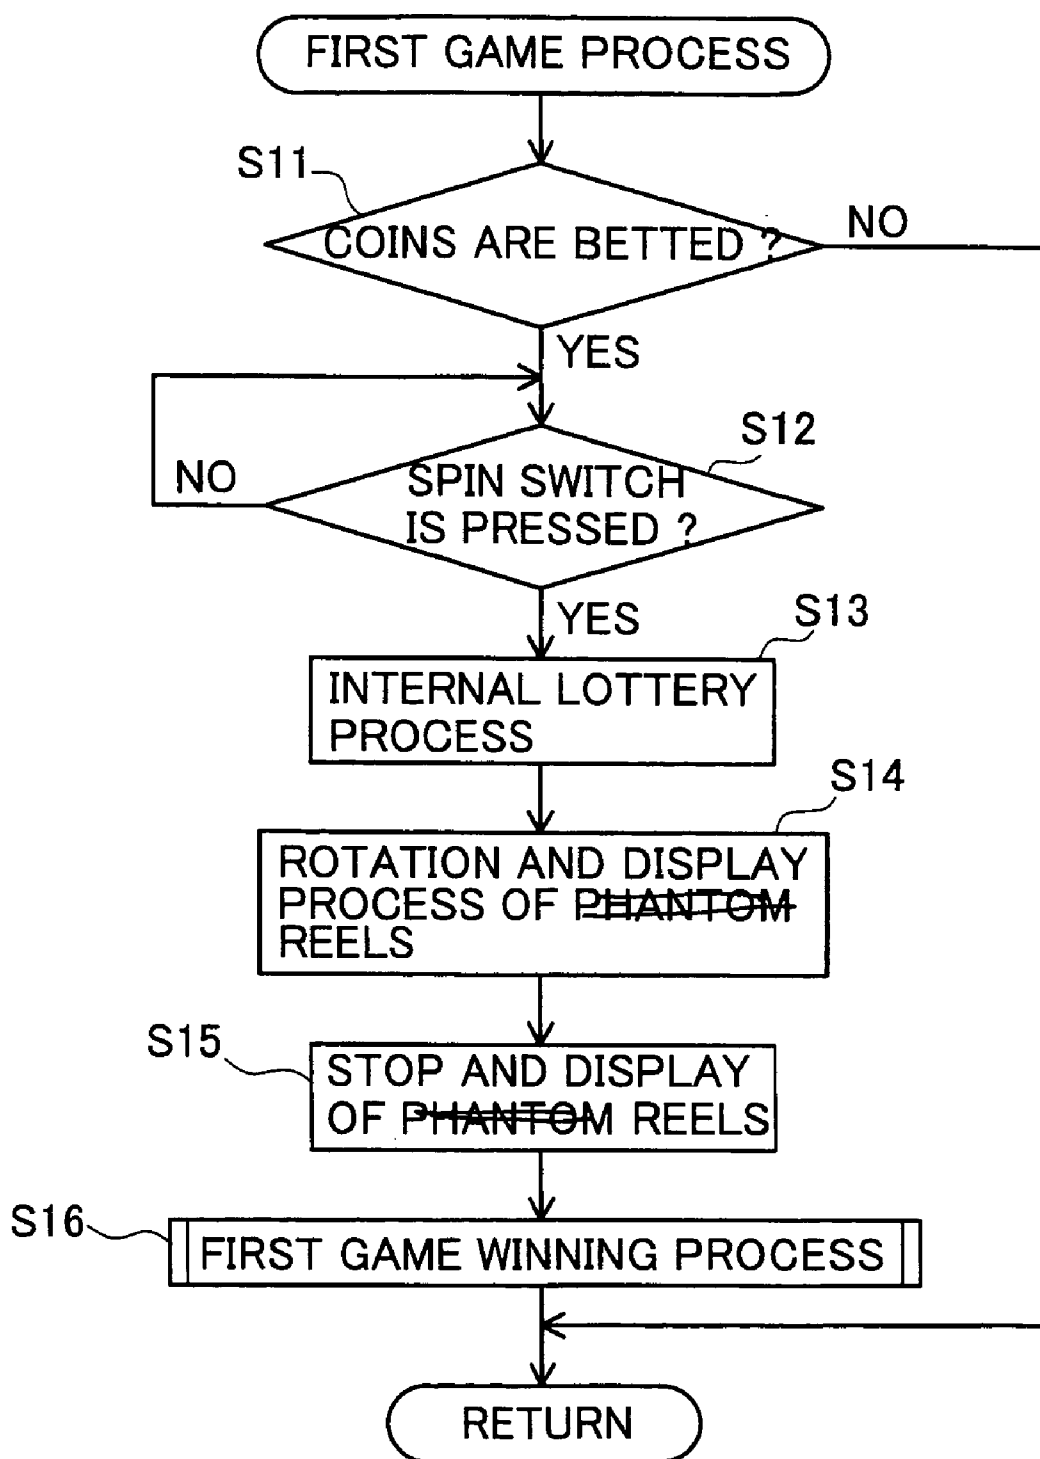 FIRST GAME PROCESS
S11
COINS ARE BETTED ?
NO
YES
S12
SPIN SWITCH
IS PRESSED ?
NO
YES
S13
INTERNAL LOTTERY
PROCESS
S14
ROTATION AND DISPLAY
PROCESS OF PHANTOM
REELS
S15
STOP AND DISPLAY
OF PHANTOM REELS
S16
FIRST GAME WINNING PROCESS
RETURN